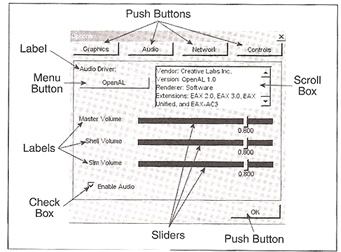 Push Buttons
Options
Graphics Audio Network Controls
Label
Audio Driver:
Menu Button
OpenAL
Vendor: Creative Labs Inc.
Version: OpenAL 1.0
Renderer: Software
Extensions: EAX 2.0, EAX 3.0, EAX
Unified, and EAX-AC3
Scroll Box
Master Volume
0.800
Labels
Shell Volume
0.800
Sim Volume
0.800
Check Box
Enable Audio
OK
Sliders
Push Button